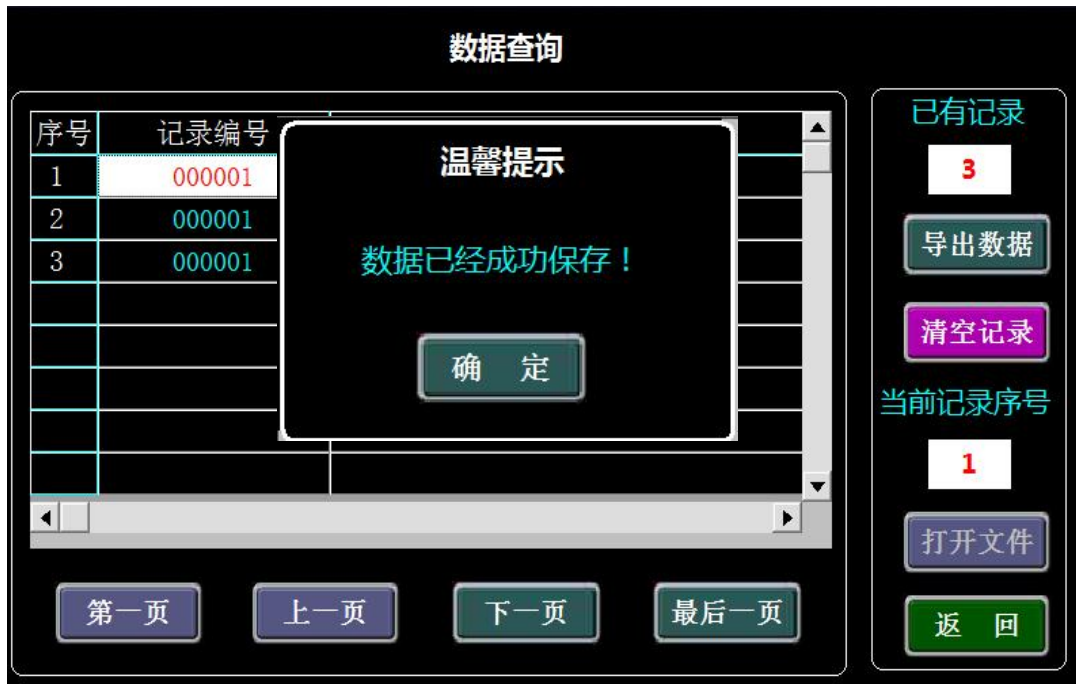 数据查询
序号 记录编号
1 000001
2 000001
3 000001
温馨提示
数据已经成功保存！
确 定
第一页 上一页 下一页 最后一页
已有记录
3
导出数据
清空记录
当前记录序号
1
打开文件
返 回